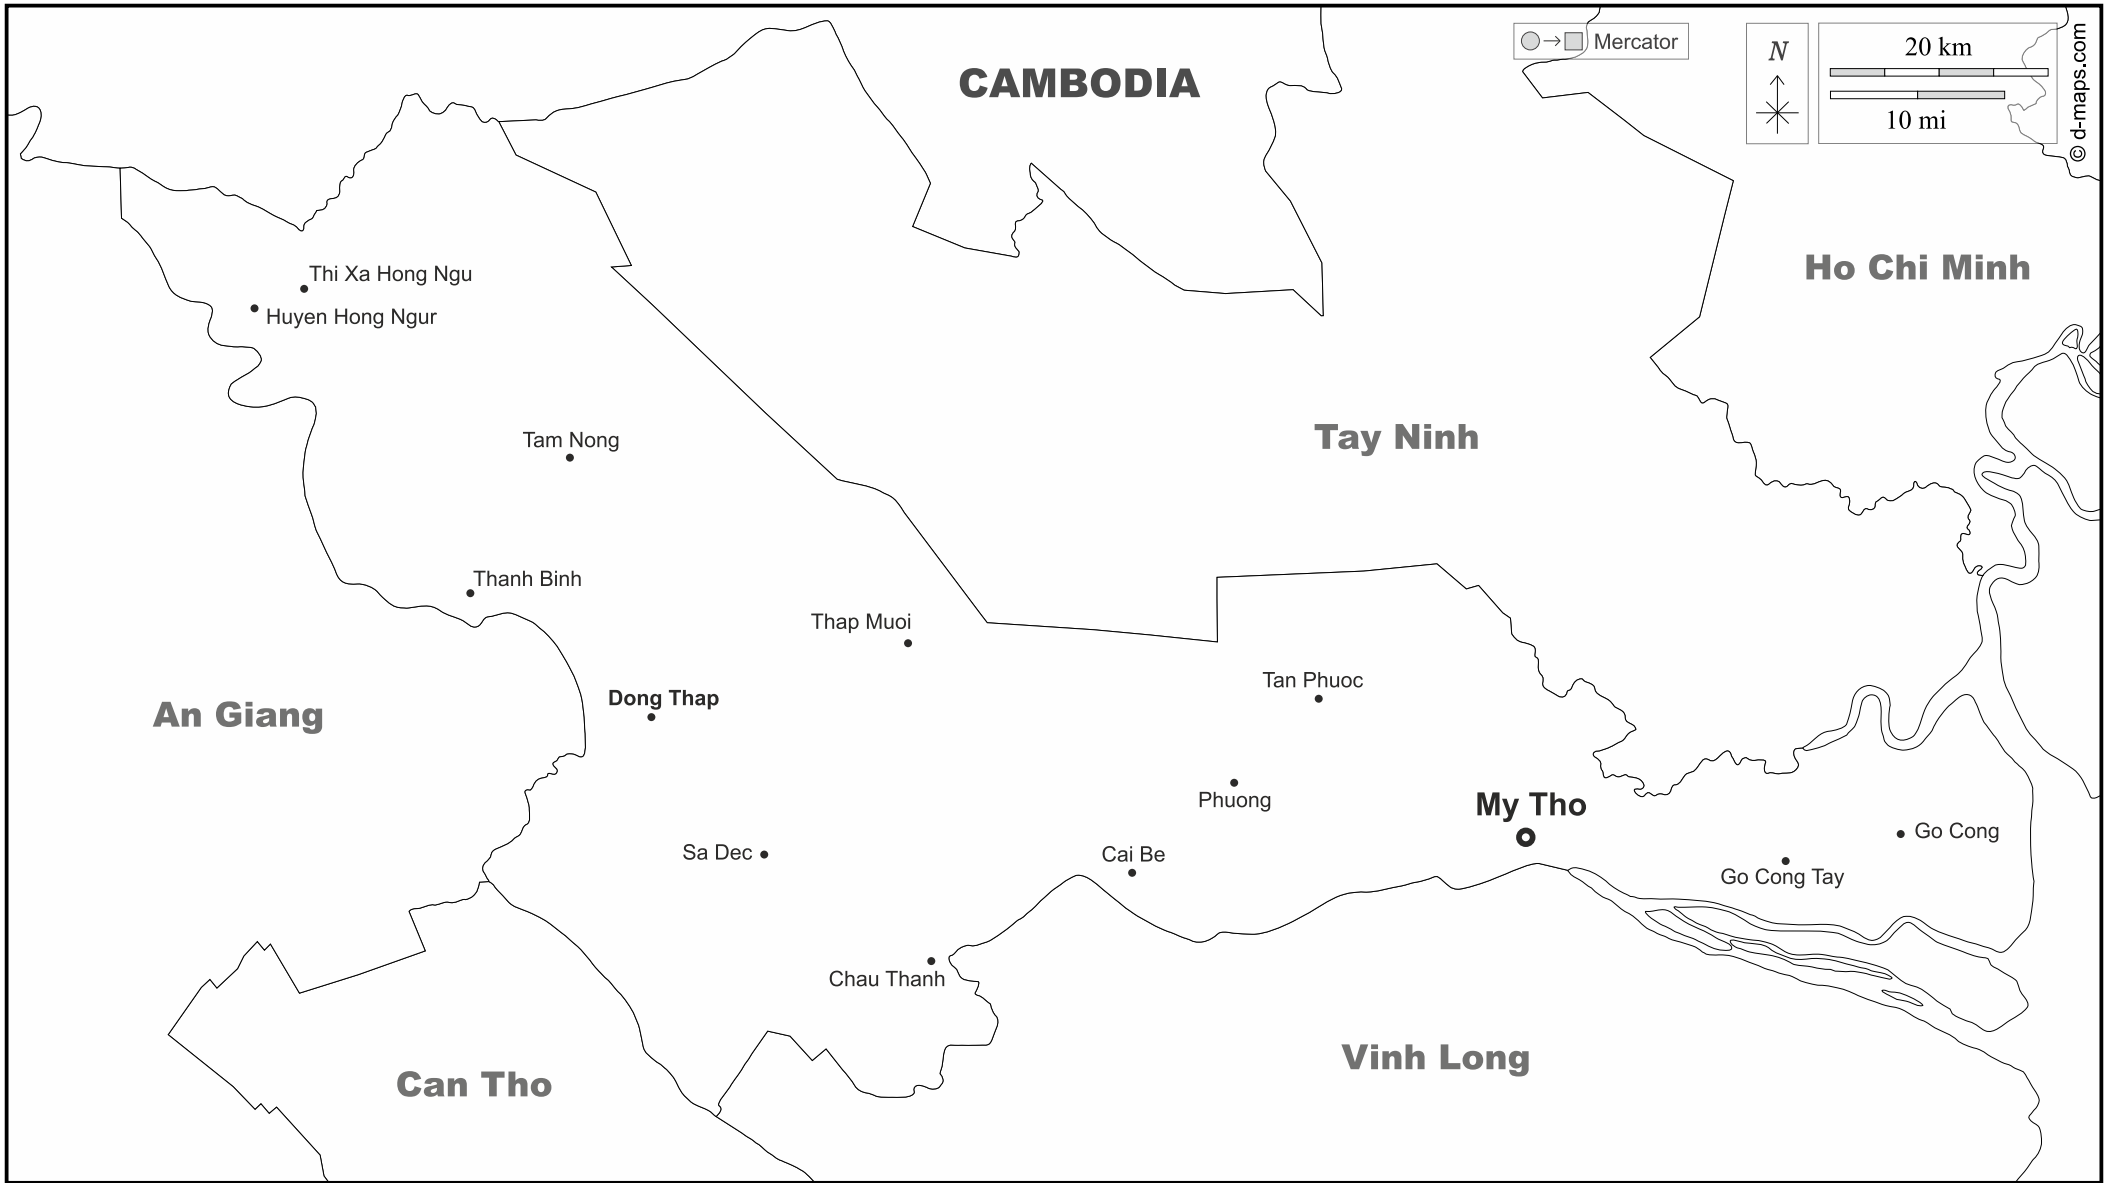 CAMBODIA
Mercator
N
20 km
10 mi
© d-maps.com
Ho Chi Minh
Thi Xa Hong Ngu
Huyen Hong Ngur
Tam Nong
Tay Ninh
Thanh Binh
Thap Muoi
Tan Phuoc
Dong Thap
An Giang
Phuong
My Tho
Go Cong
Sa Dec
Cai Be
Go Cong Tay
Chau Thanh
Vinh Long
Can Tho